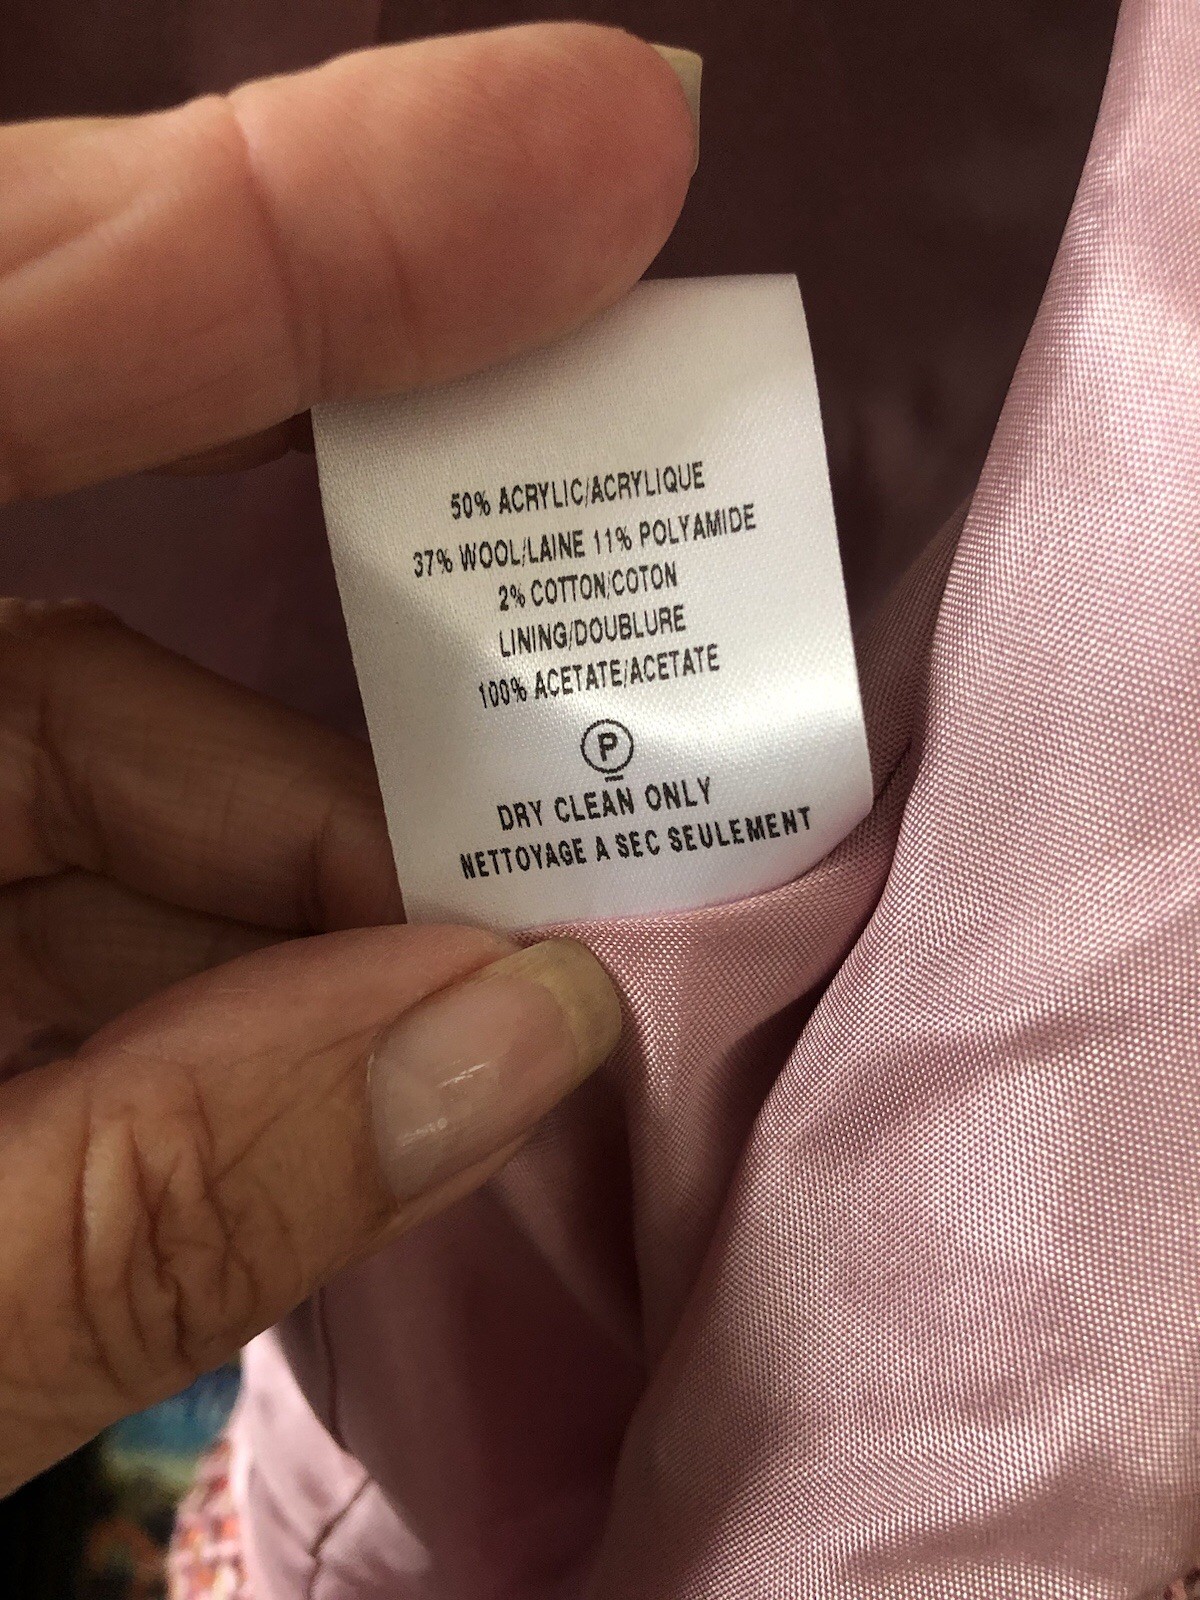 50% ACRYLIC/ACRYLIQUE
37% WOOL/LAINE 11% POLYAMIDE
2% COTTON/COTON
LINING/DOUBLURE
100% ACETATE/ACETATE
P
DRY CLEAN ONLY
NETTOYAGE A SEC SEULEMENT